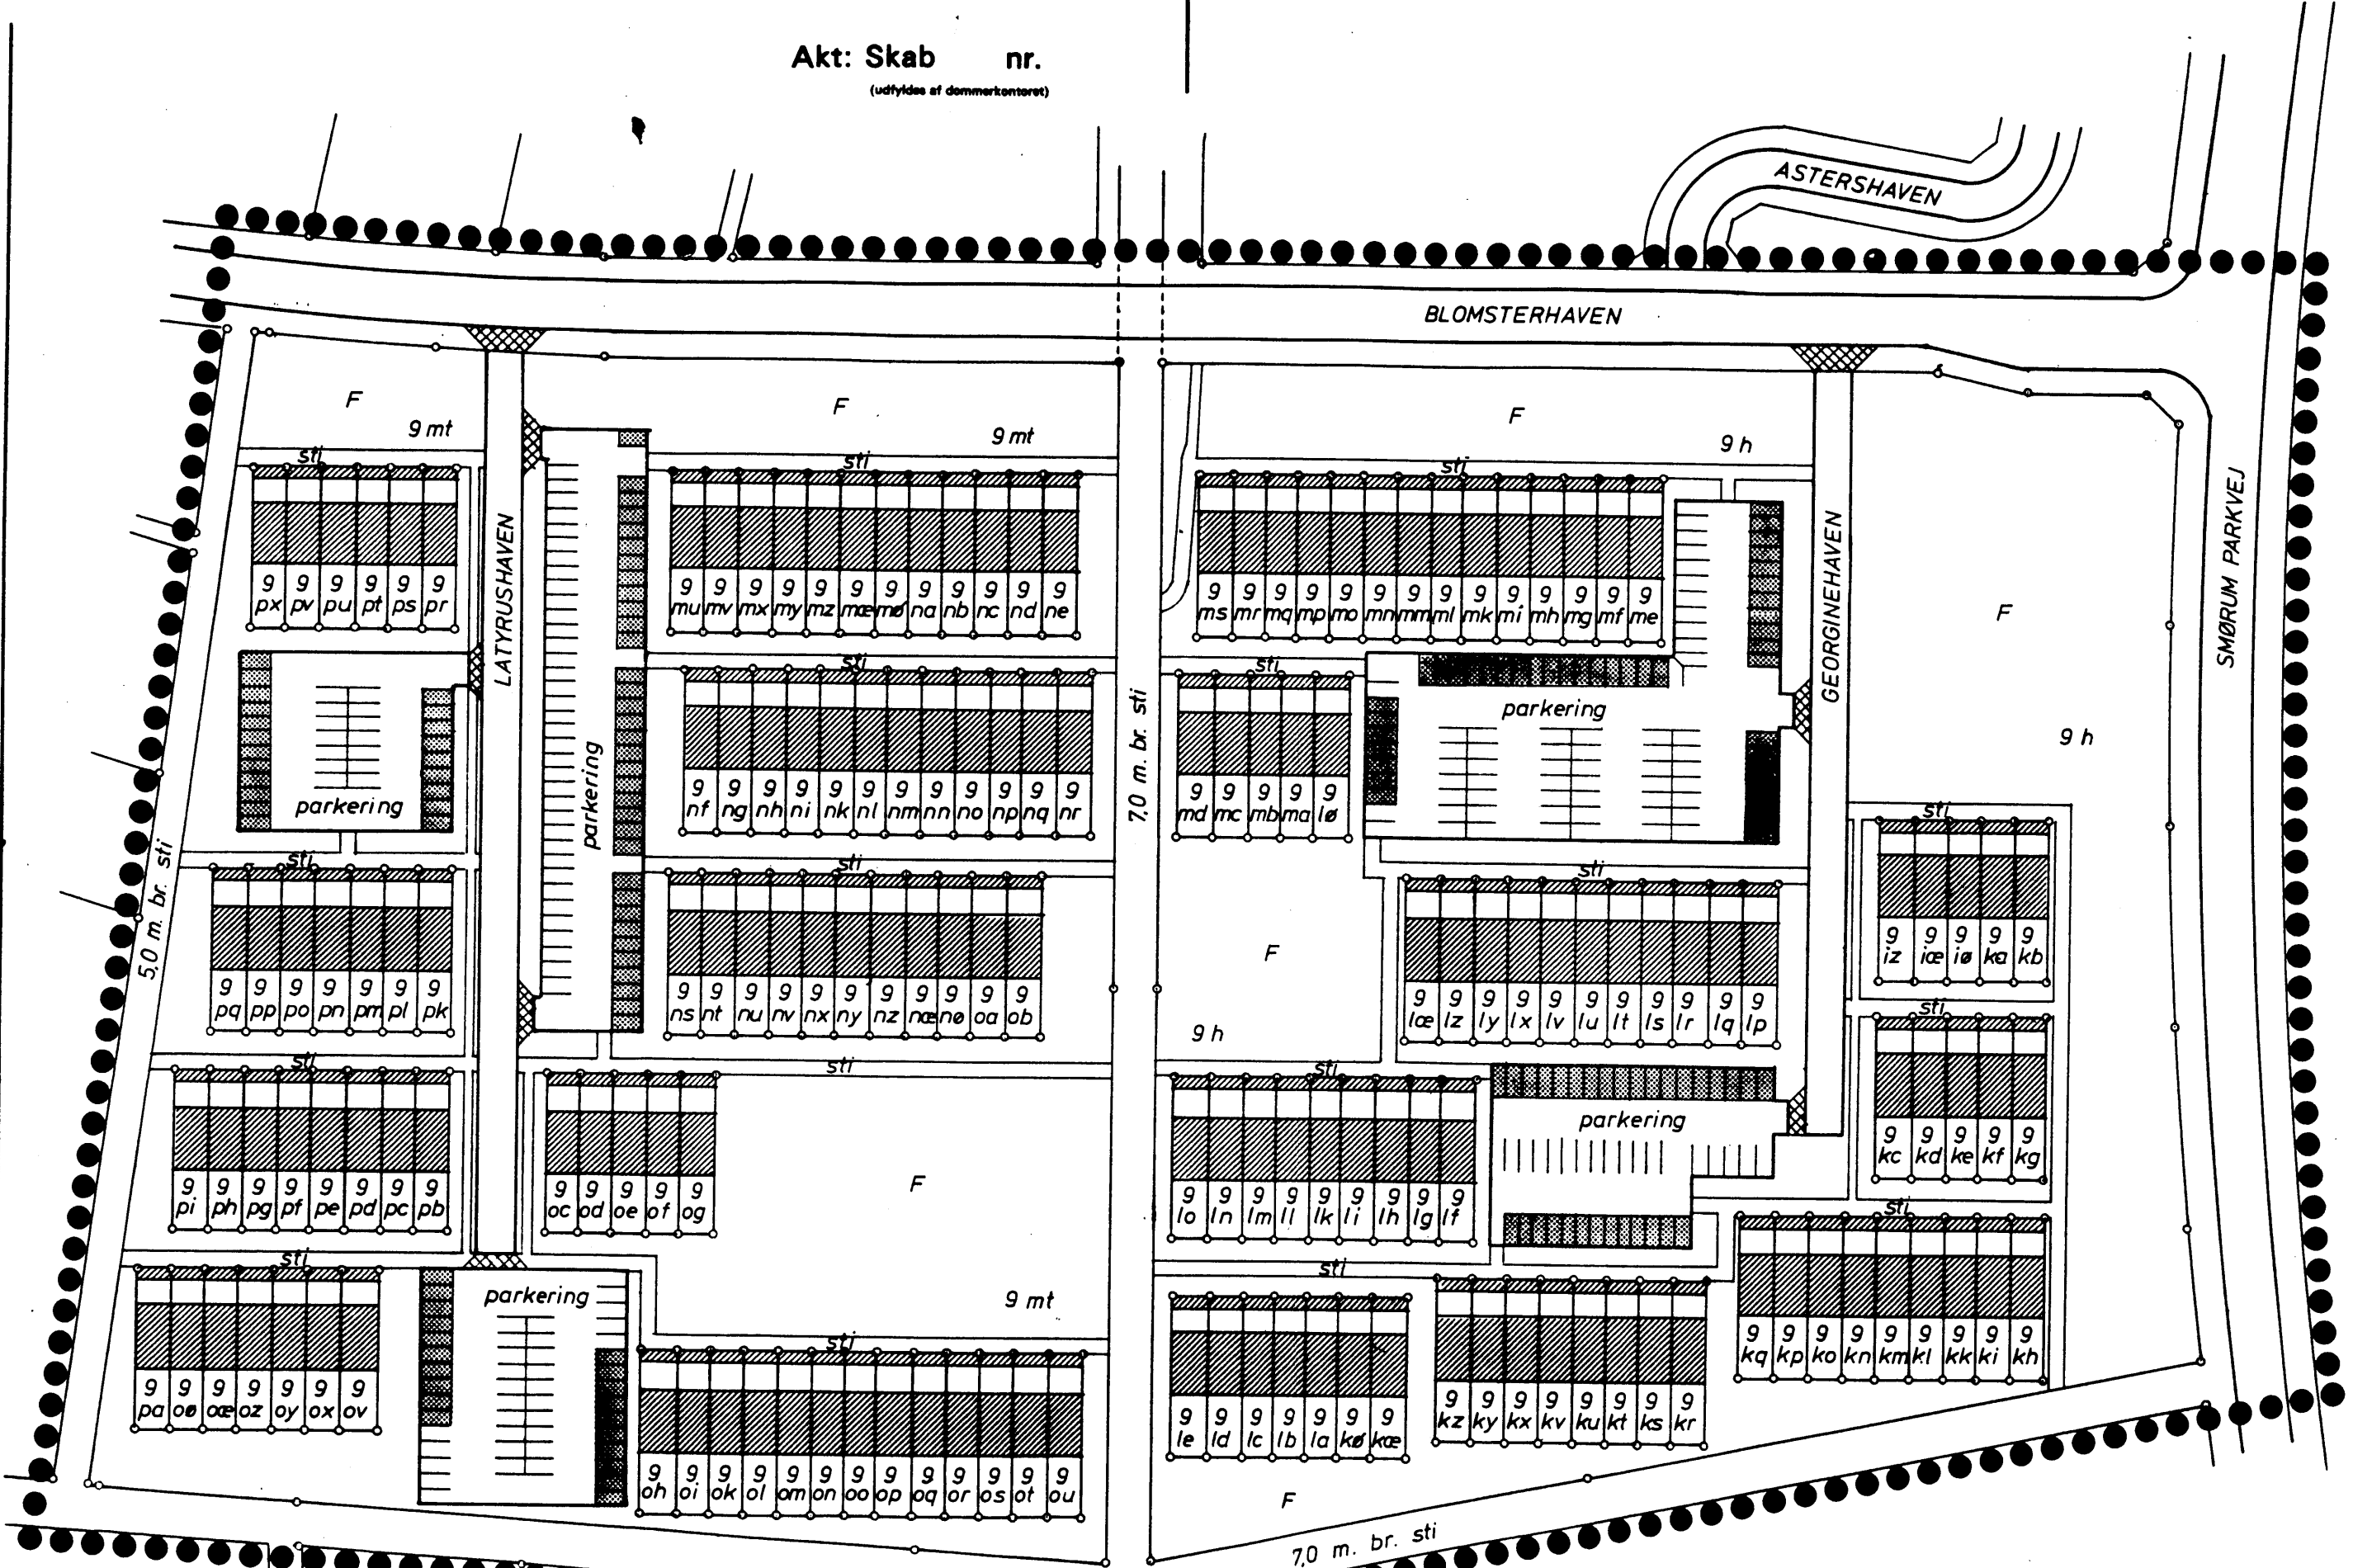 Akt: Skab nr.
(udfyldes af dommerkontoret)
ASTERSHAVEN
BLOMSTERHAVEN
F
F
F
9 mt
9 mt
9 h
sti
sti
sti
LATYRUSHAVEN
GEORGINEHAVEN
SMØRUM PARKVEJ
9 px
9 pv
9 pu
9 pt
9 ps
9 pr
9 mu
9 mv
9 mx
9 my
9 mz
9 mæ
9 mø
9 na
9 nb
9 nc
9 nd
9 ne
9 ms
9 mr
9 mq
9 mp
9 mo
9 mn
9 mm
9 ml
9 mk
9 mi
9 mh
9 mg
9 mf
9 me
F
sti
sti
7,0 m. br. sti
parkering
parkering
parkering
9 h
9 nf
9 ng
9 nh
9 ni
9 nk
9 nl
9 nm
9 nn
9 no
9 np
9 nq
9 nr
9 md
9 mc
9 mb
9 ma
9 lø
5,0 m. br. sti
sti
sti
sti
sti
9 pq
9 pp
9 po
9 pn
9 pm
9 pl
9 pk
9 ns
9 nt
9 nu
9 nv
9 nx
9 ny
9 nz
9 næ
9 nø
9 oa
9 ob
F
9 h
9 læ
9 lz
9 ly
9 lx
9 lv
9 lu
9 lt
9 ls
9 lr
9 lq
9 lp
9 iz
9 iæ
9 iø
9 ka
9 kb
sti
sti
sti
sti
parkering
9 pi
9 ph
9 pg
9 pf
9 pe
9 pd
9 pc
9 pb
9 oc
9 od
9 oe
9 of
9 og
F
9 lo
9 ln
9 lm
9 ll
9 lk
9 li
9 lh
9 lg
9 lf
9 kc
9 kd
9 ke
9 kf
9 kg
sti
sti
sti
parkering
9 mt
sti
9 pa
9 oø
9 oæ
9 oz
9 oy
9 ox
9 ov
9 oh
9 oi
9 ok
9 ol
9 om
9 on
9 oo
9 op
9 oq
9 or
9 os
9 ot
9 ou
9 le
9 ld
9 lc
9 lb
9 la
9 kø
9 kæ
9 kz
9 ky
9 kx
9 kv
9 ku
9 kt
9 ks
9 kr
9 kq
9 kp
9 ko
9 kn
9 km
9 kl
9 kk
9 ki
9 kh
F
7,0 m. br. sti